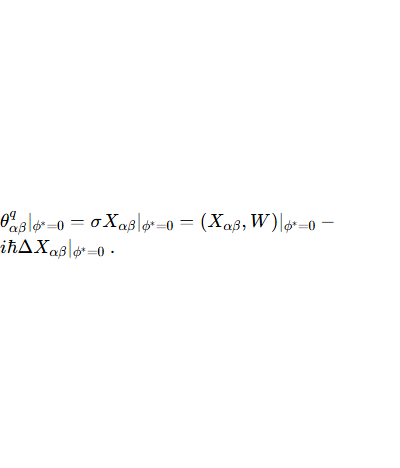 θ^q_{αβ}|_{ϕ*=0} = σX_{αβ}|_{ϕ*=0} = (X_{αβ}, W)|_{ϕ*=0} −
iℏΔX_{αβ}|_{ϕ*=0} .